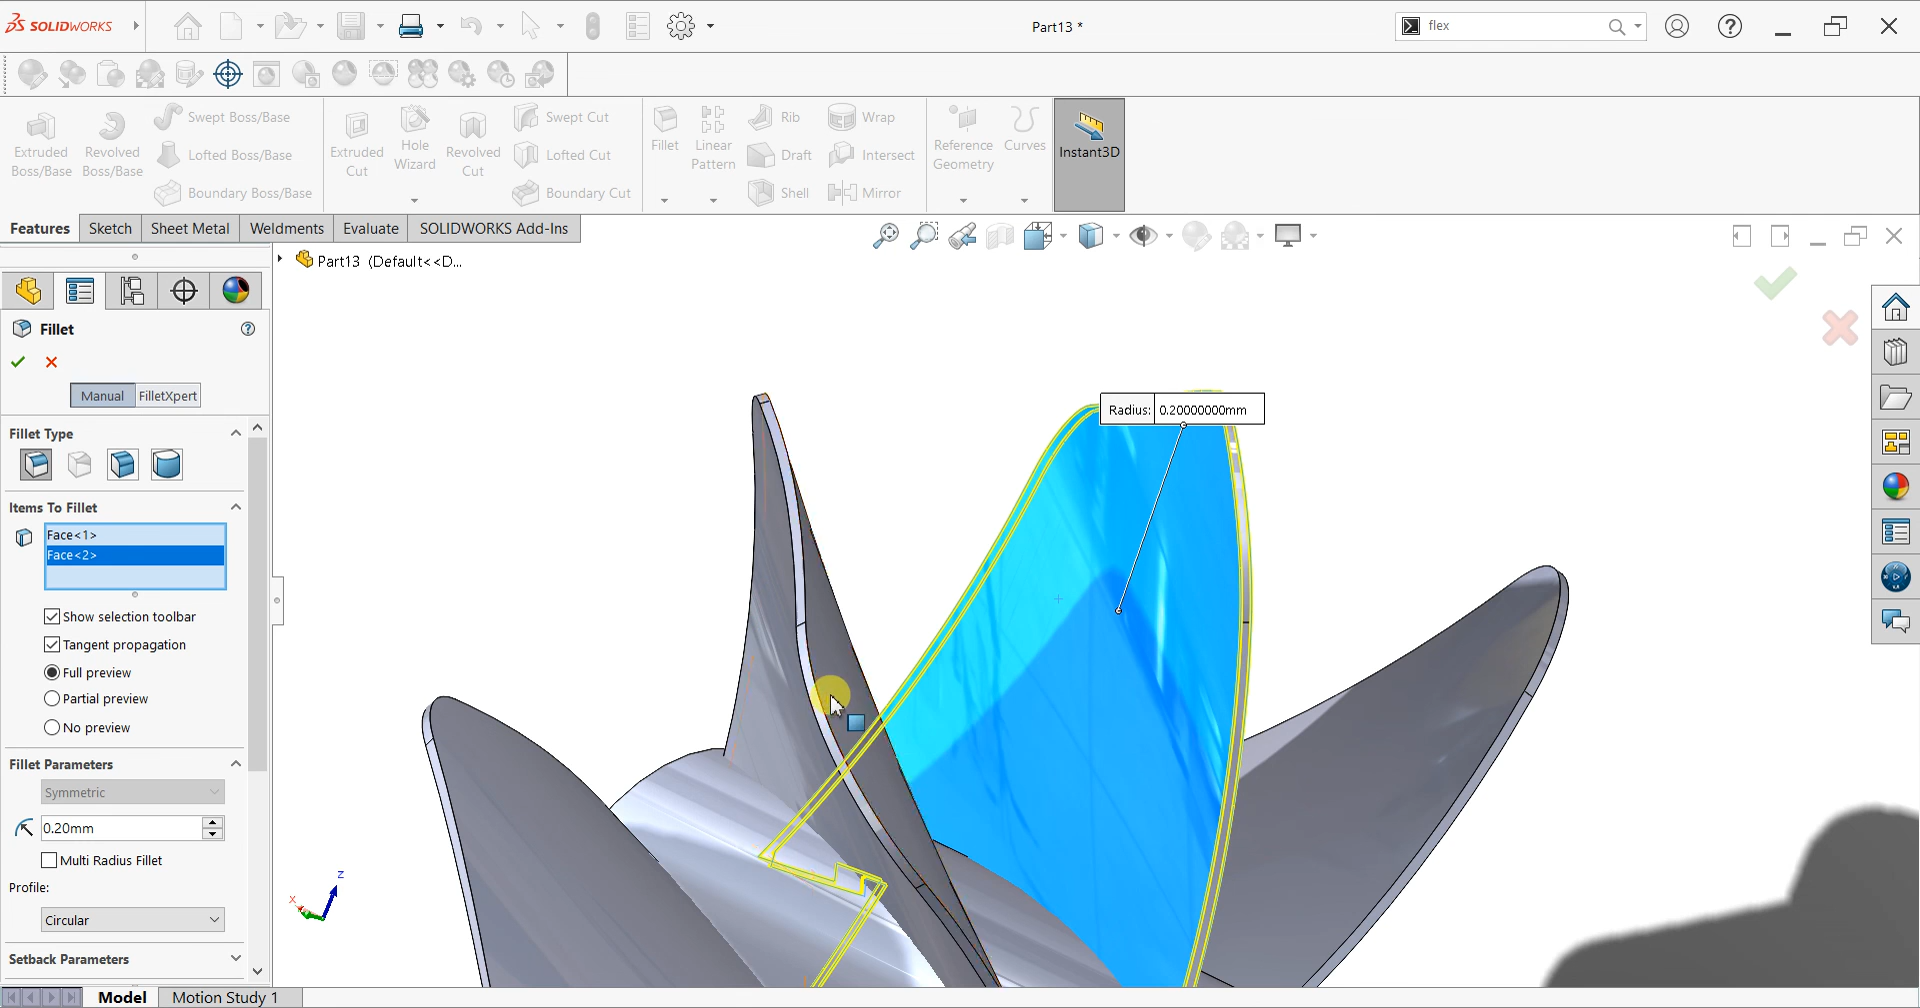 SOLIDWORKS
Part13 *
flex
Extruded Boss/Base
Revolved Boss/Base
Swept Boss/Base
Lofted Boss/Base
Boundary Boss/Base
Extruded Cut
Hole Wizard
Revolved Cut
Swept Cut
Lofted Cut
Boundary Cut
Fillet
Linear Pattern
Rib
Draft
Shell
Wrap
Intersect
Mirror
Reference Geometry
Curves
Instant3D
Features
Sketch
Sheet Metal
Weldments
Evaluate
SOLIDWORKS Add-Ins
Part13 (Default<<D...
Fillet
Manual
FilletXpert
Fillet Type
Items To Fillet
Face<1>
Face<2>
Show selection toolbar
Tangent propagation
Full preview
Partial preview
No preview
Fillet Parameters
Symmetric
0.20mm
Multi Radius Fillet
Profile:
Circular
Setback Parameters
Radius: 0.20000000mm
z
x
Model
Motion Study 1